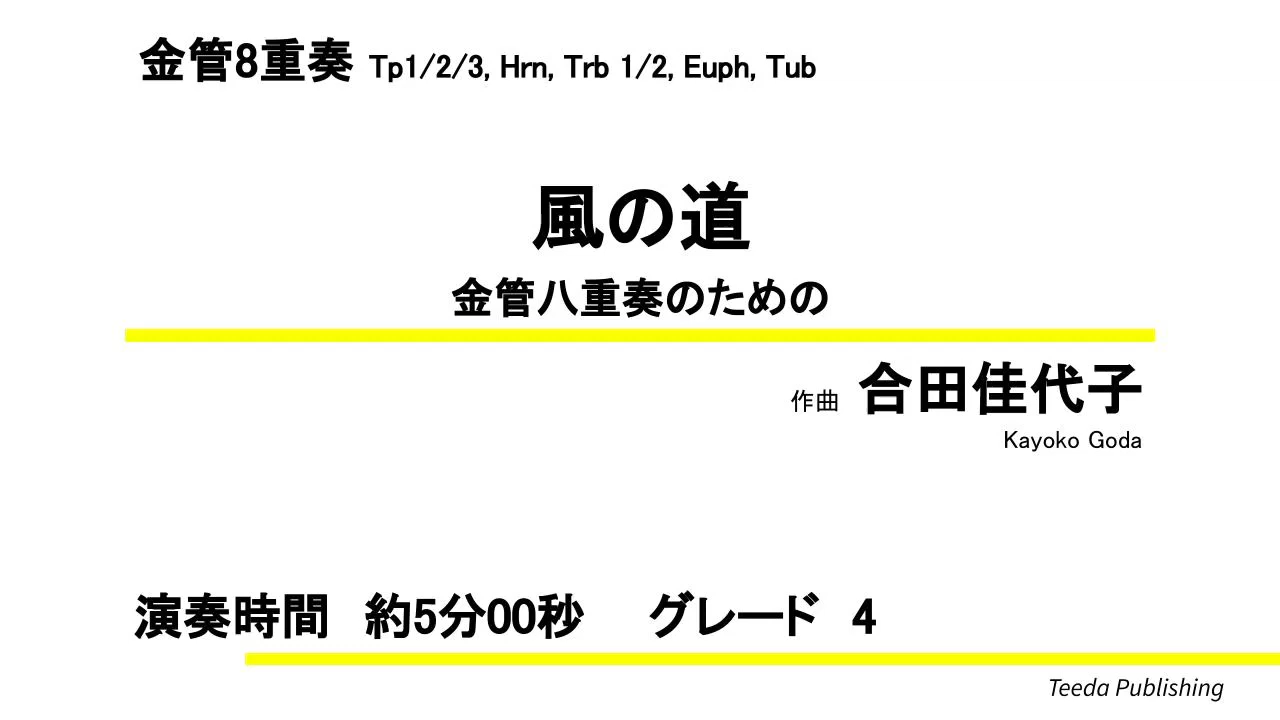 金管8重奏 Tp1/2/3, Hrn, Trb 1/2, Euph, Tub
風の道
金管八重奏のための
作曲 合田佳代子
Kayoko Goda
演奏時間 約5分00秒 グレード 4
Teeda Publishing